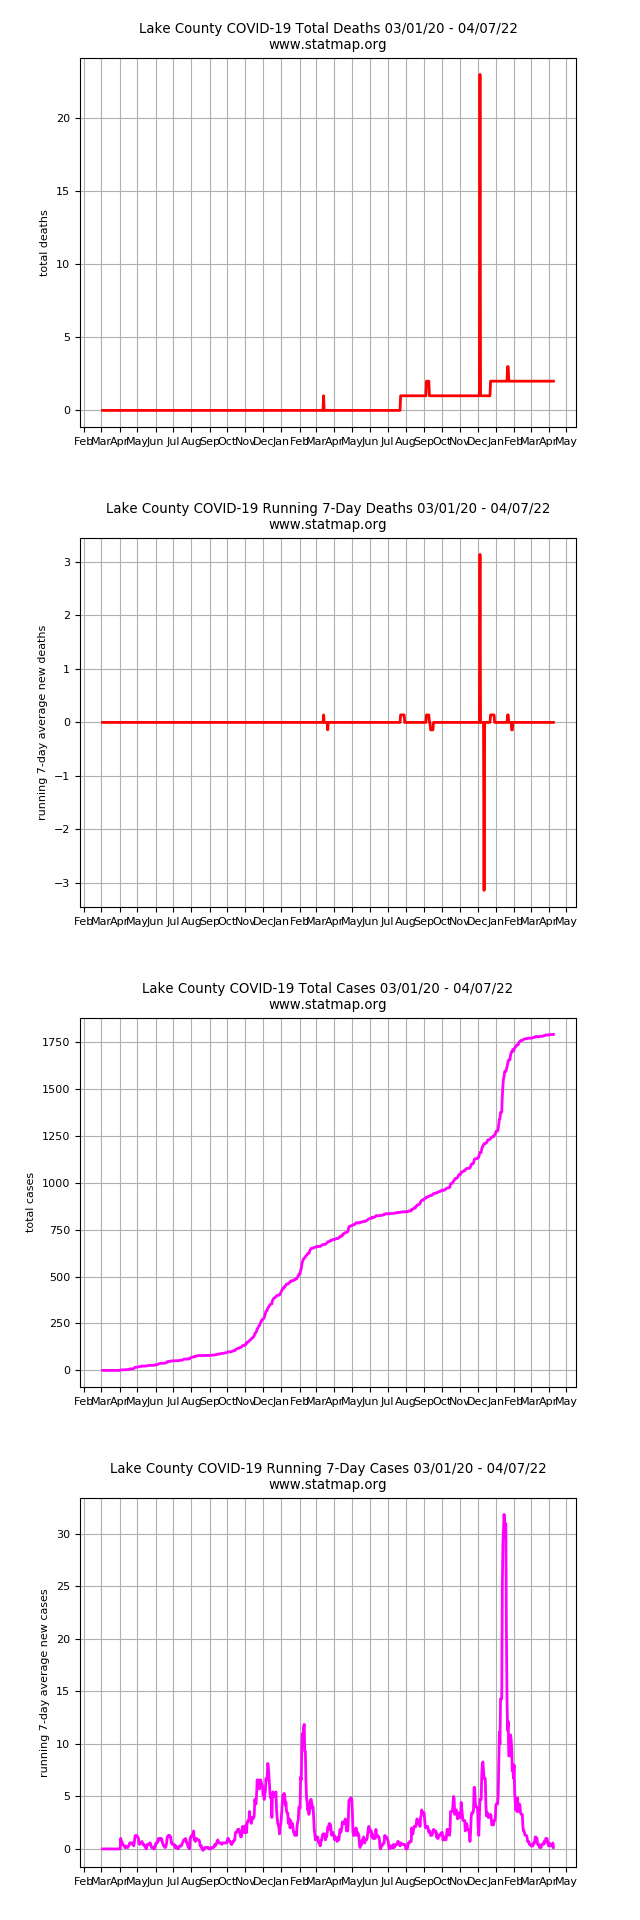 Lake County COVID-19 Total Deaths 03/01/20 - 04/07/22
www.statmap.org
20
15
10
5
0
total deaths
Feb Mar Apr May Jun Jul Aug Sep Oct Nov Dec Jan Feb Mar Apr May Jun Jul Aug Sep Oct Nov Dec Jan Feb Mar Apr May
Lake County COVID-19 Running 7-Day Deaths 03/01/20 - 04/07/22
www.statmap.org
3
2
1
0
−1
−2
−3
running 7-day average new deaths
Feb Mar Apr May Jun Jul Aug Sep Oct Nov Dec Jan Feb Mar Apr May Jun Jul Aug Sep Oct Nov Dec Jan Feb Mar Apr May
Lake County COVID-19 Total Cases 03/01/20 - 04/07/22
www.statmap.org
1750
1500
1250
1000
750
500
250
0
total cases
Feb Mar Apr May Jun Jul Aug Sep Oct Nov Dec Jan Feb Mar Apr May Jun Jul Aug Sep Oct Nov Dec Jan Feb Mar Apr May
Lake County COVID-19 Running 7-Day Cases 03/01/20 - 04/07/22
www.statmap.org
30
25
20
15
10
5
0
running 7-day average new cases
Feb Mar Apr May Jun Jul Aug Sep Oct Nov Dec Jan Feb Mar Apr May Jun Jul Aug Sep Oct Nov Dec Jan Feb Mar Apr May